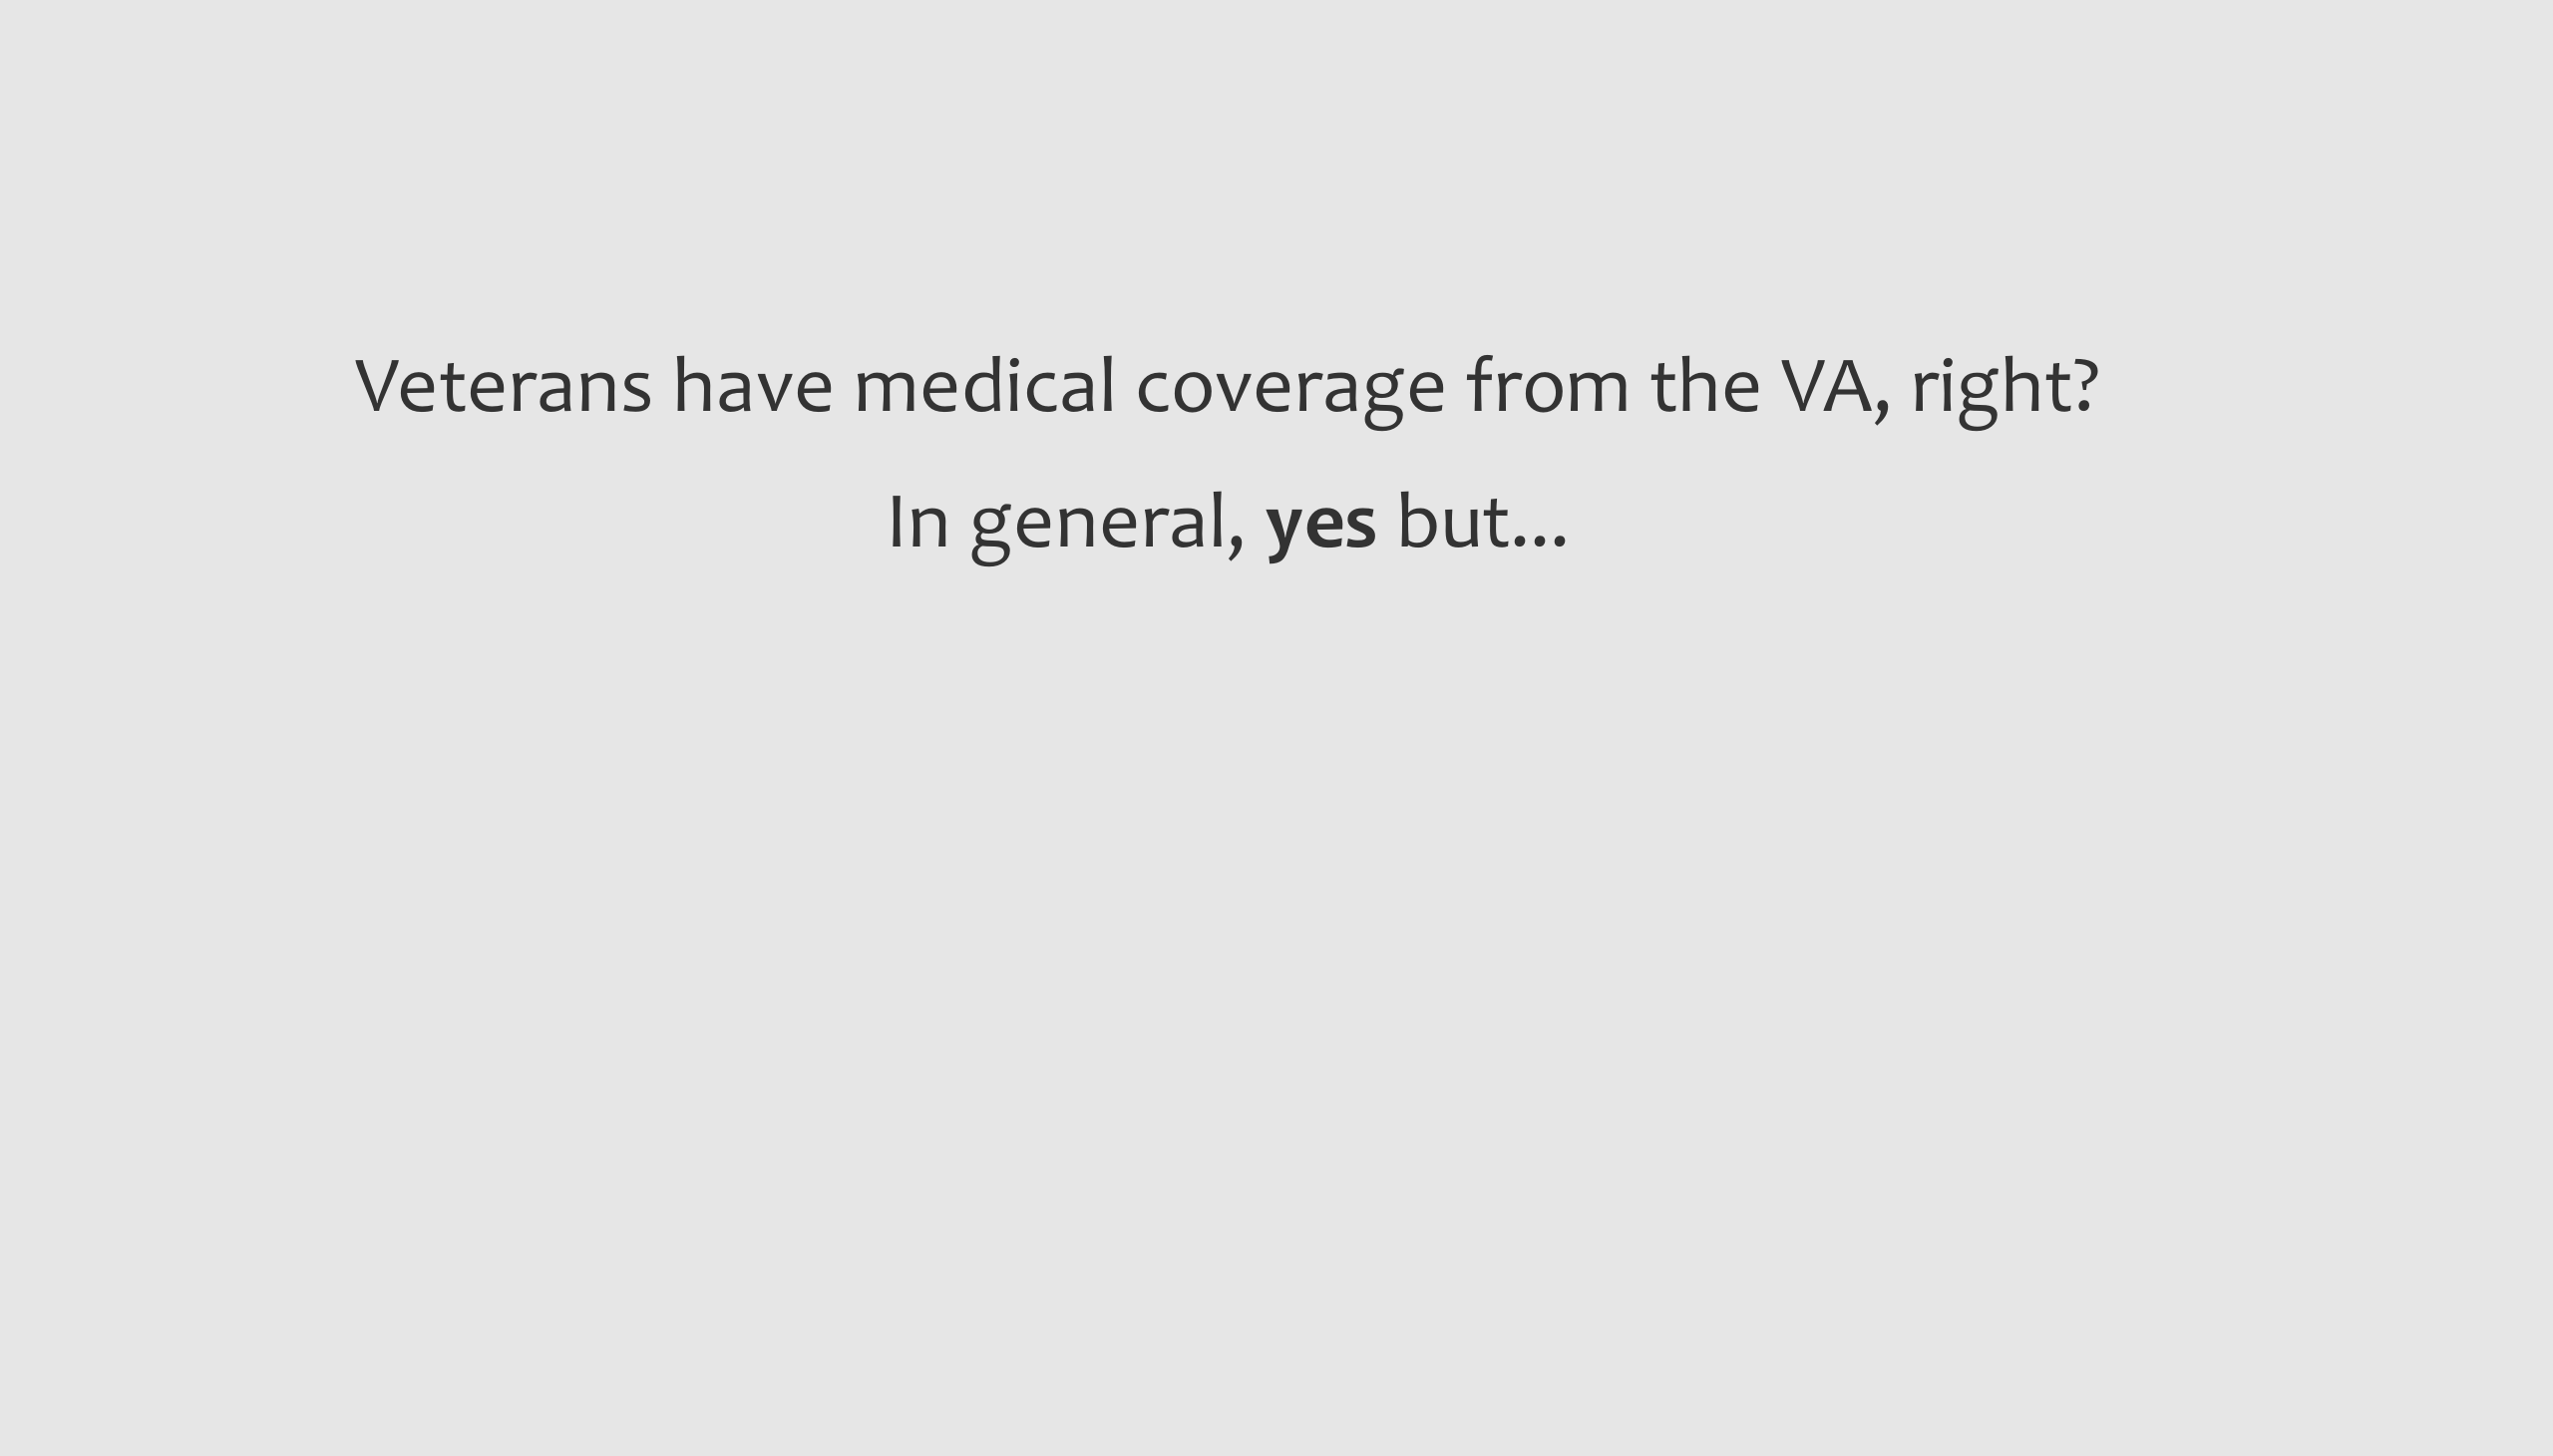 Veterans have medical coverage from the VA, right?
In general, yes but...